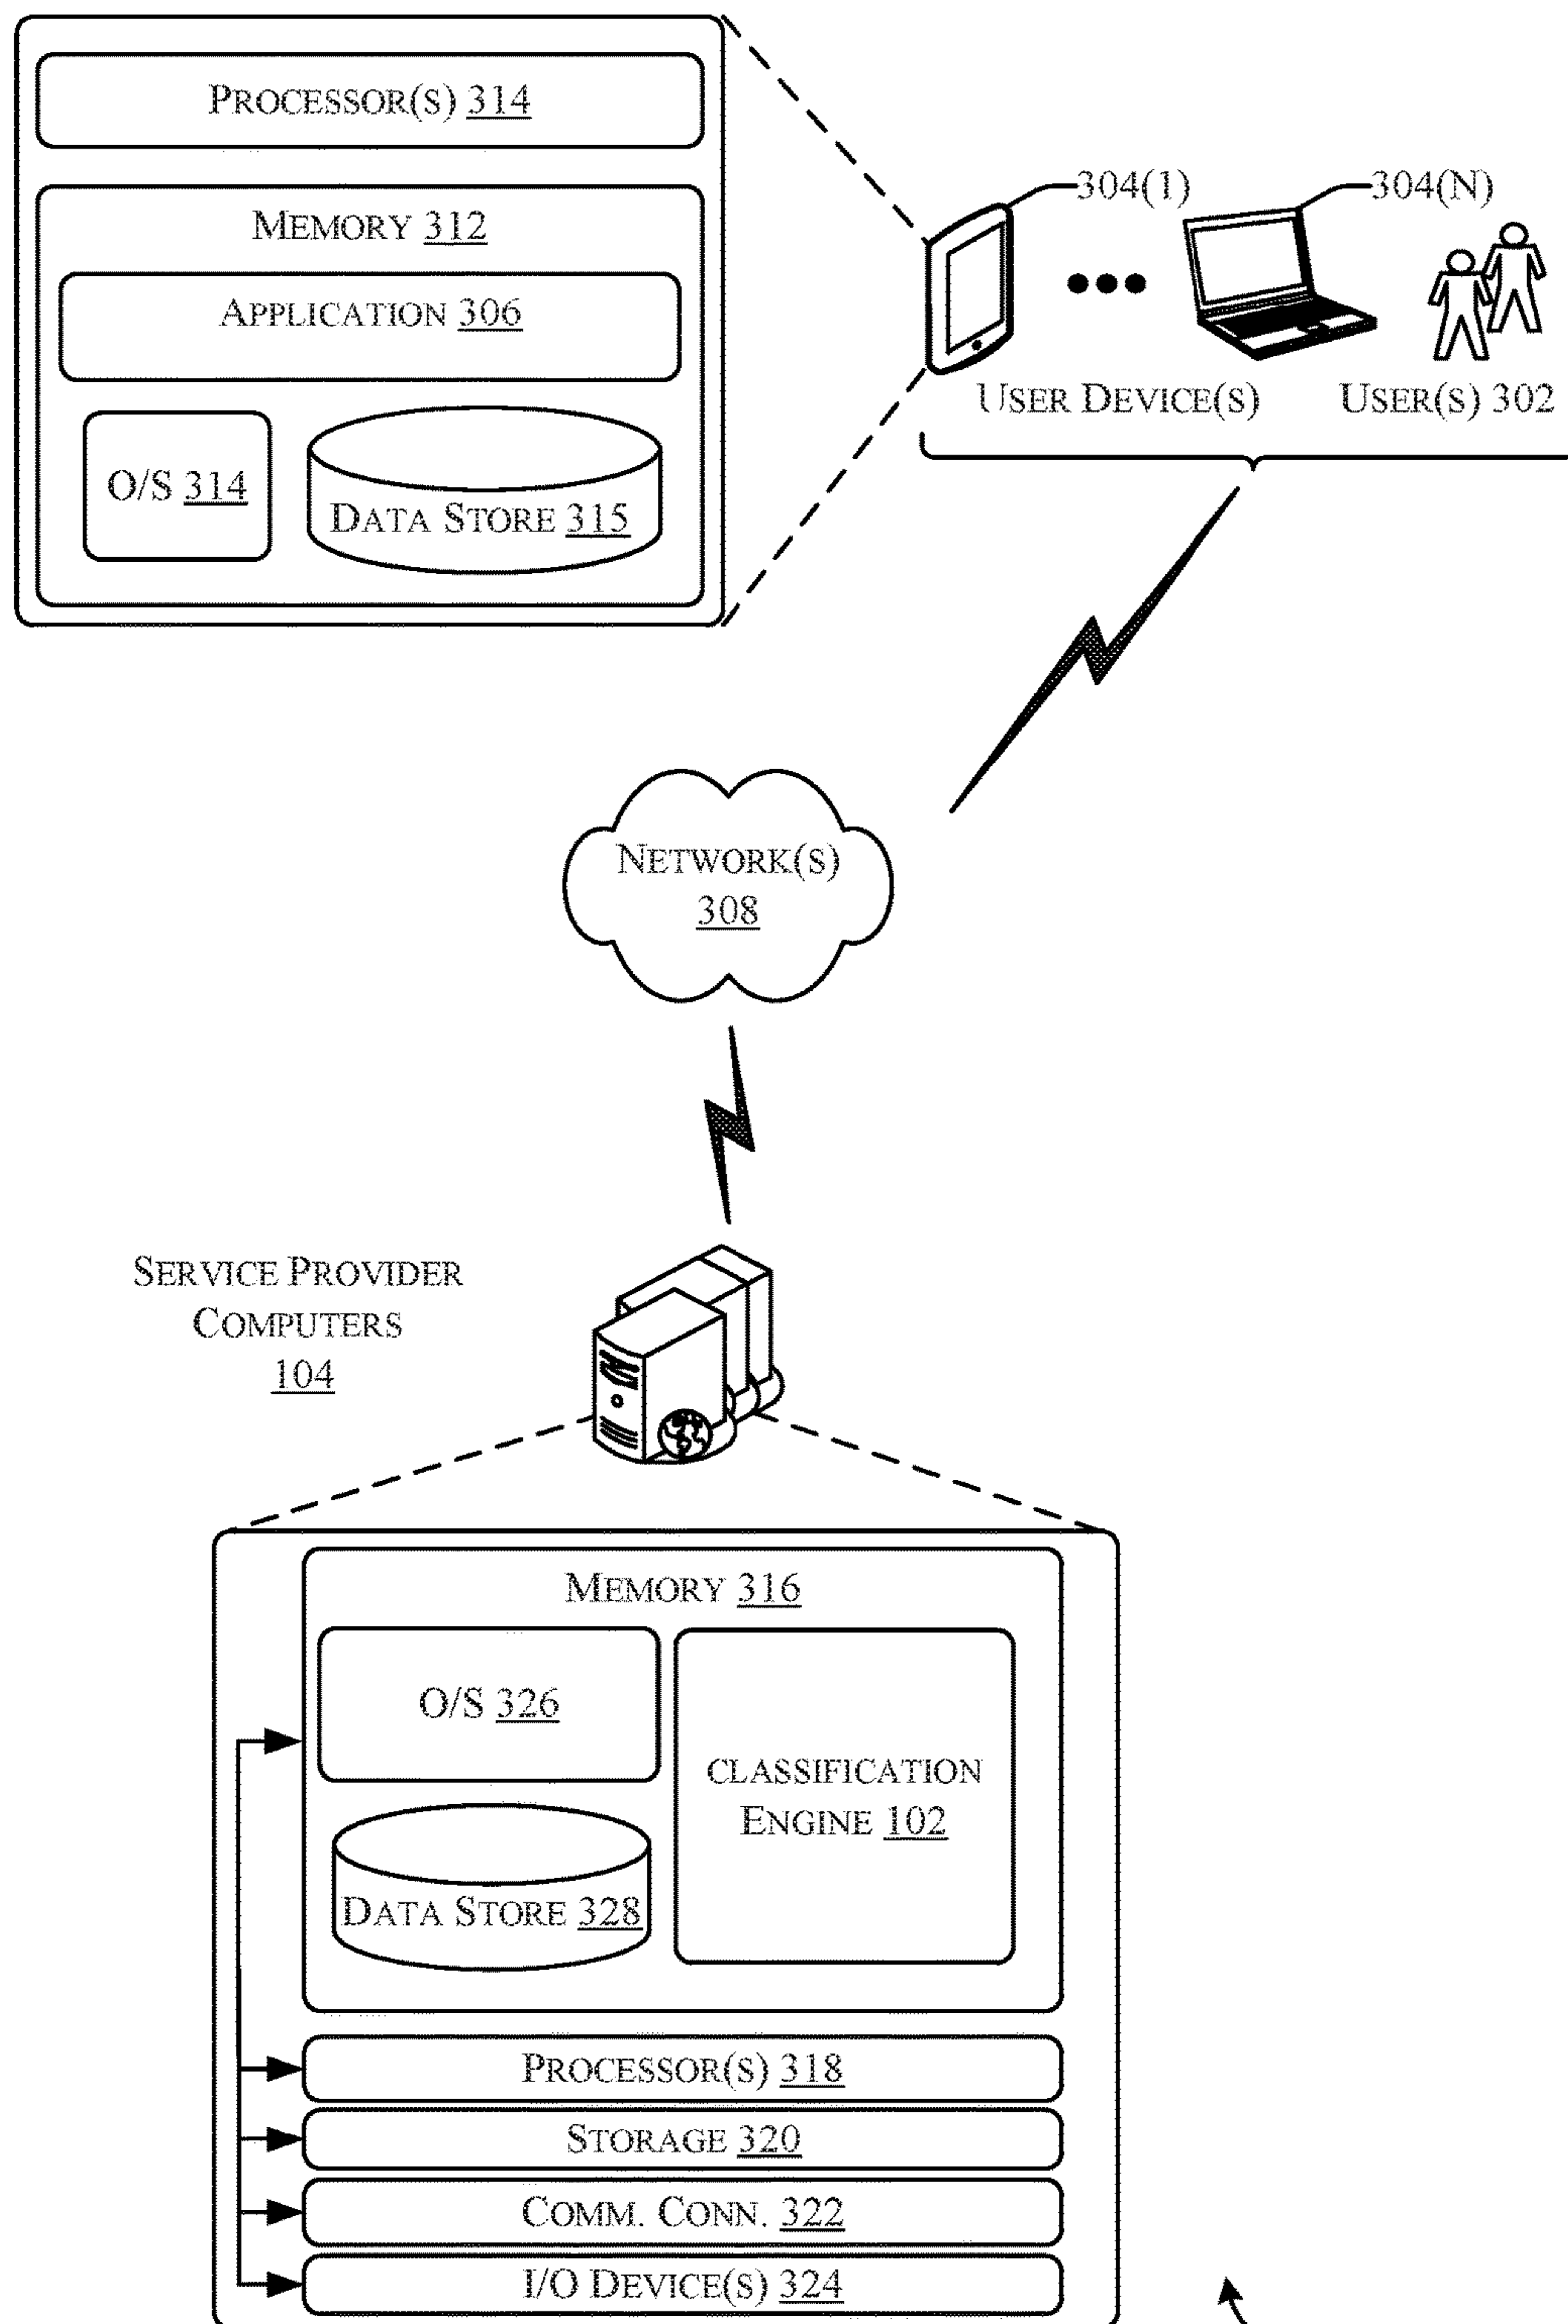 PROCESSOR(S) 314
MEMORY 312
APPLICATION 306
O/S 314
DATA STORE 315
304(1)
304(N)
USER DEVICE(S)
USER(S) 302
NETWORK(S)
308
SERVICE PROVIDER
COMPUTERS
104
MEMORY 316
O/S 326
DATA STORE 328
CLASSIFICATION
ENGINE 102
PROCESSOR(S) 318
STORAGE 320
COMM. CONN. 322
I/O DEVICE(S) 324